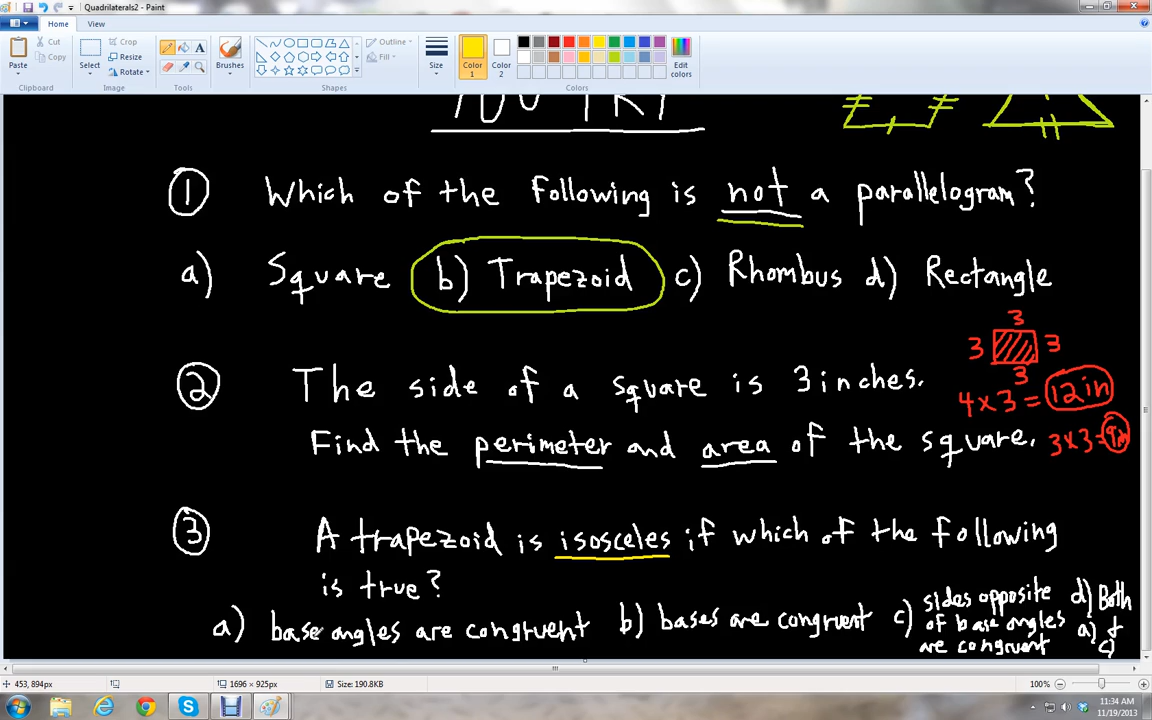 Quadrilaterals2 - Paint
Home View
Paste
Cut
Copy
Clipboard
Select
Crop
Resize
Rotate
Image
Tools
Brushes
Shapes
Outline
Fill
Size
Color 1
Color 2
Edit colors
Colors
YOU TRY
① Which of the following is not a parallelogram?
a) Square b) Trapezoid c) Rhombus d) Rectangle
3
3 3
3
② The side of a square is 3 inches.
4 x 3 = 12in
Find the perimeter and area of the square.
3 x 3 =
③ A trapezoid is isosceles if which of the following
is true?
a) base angles are congruent b) bases are congruent c) sides opposite of base angles are congruent d) Both a) + c)
453, 894px
1696 × 925px
Size: 190.8KB
100%
11:34 AM
11/19/2013